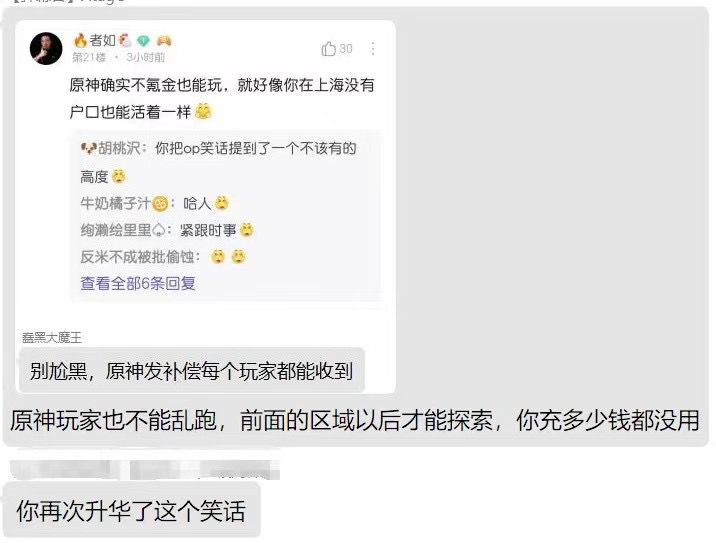 者如
30
第21楼 · 3小时前
原神确实不氪金也能玩，就好像你在上海没有
户口也能活着一样
胡桃沢：你把op笑话提到了一个不该有的
高度
牛奶橘子汁：哈人
绚濑绘里里♤：紧跟时事
反米不成被批偷蚀：
查看全部6条回复
蠢黑大魔王
别尬黑，原神发补偿每个玩家都能收到
原神玩家也不能乱跑，前面的区域以后才能探索，你充多少钱都没用
你再次升华了这个笑话